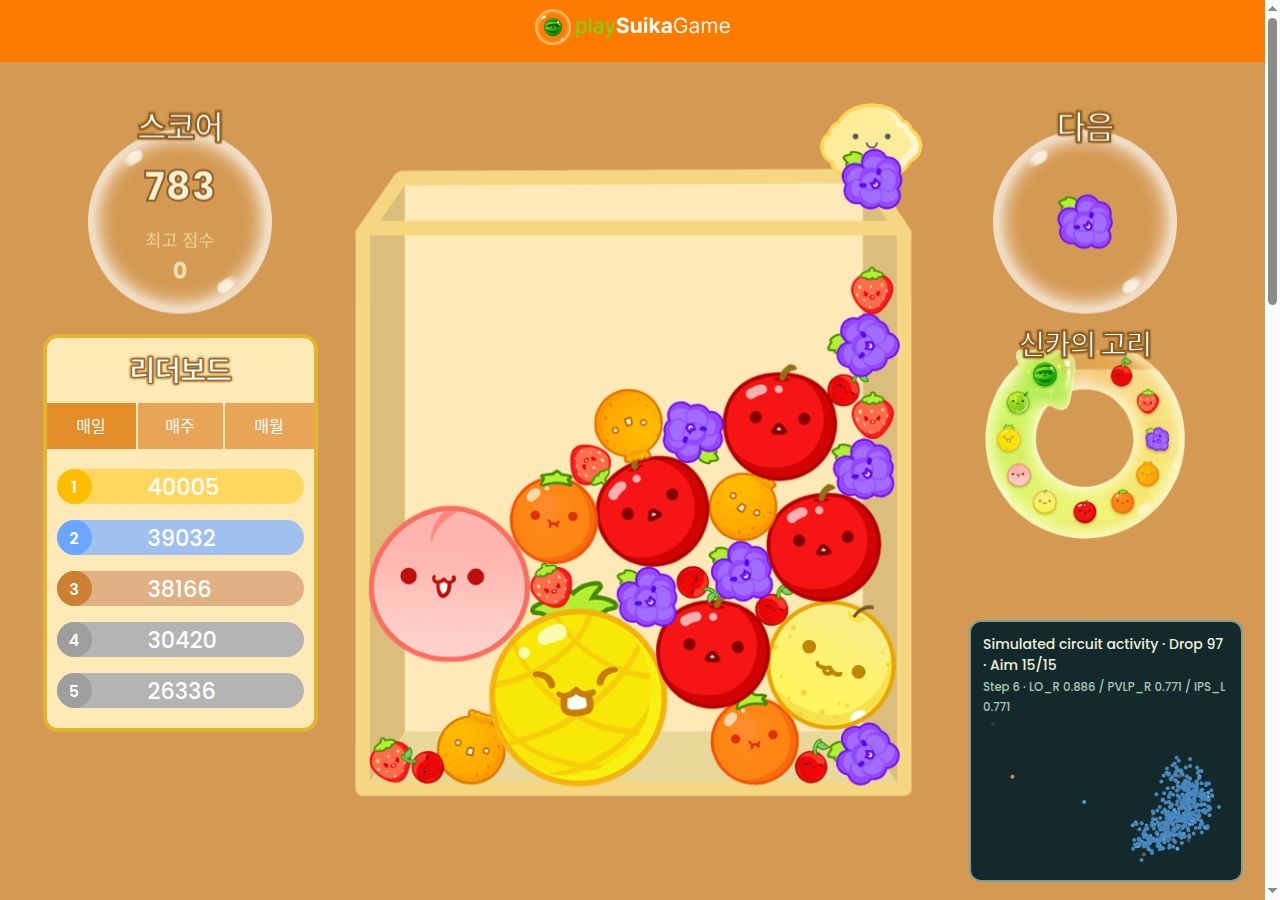 playSuikaGame
스코어
783
최고 점수
0
리더보드
매일 매주 매월
1 40005
2 39032
3 38166
4 30420
5 26336
다음
신카의 고리
Simulated circuit activity · Drop 97
· Aim 15/15
Step 6 · LO_R 0.886 / PVLP_R 0.771 / IPS_L
0.771